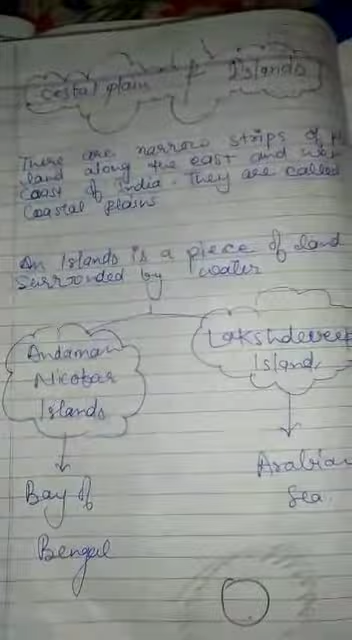 Costal plain / Islands
There are narrow strips of
land along the east and
Coast of India. They are called
Coastal plains
An Islands is a piece of land
Surrounded by water
Andaman
Nicobar
Islands
Lakshdeveep
Island,
Bay of
Bengal
Arabian
Sea.